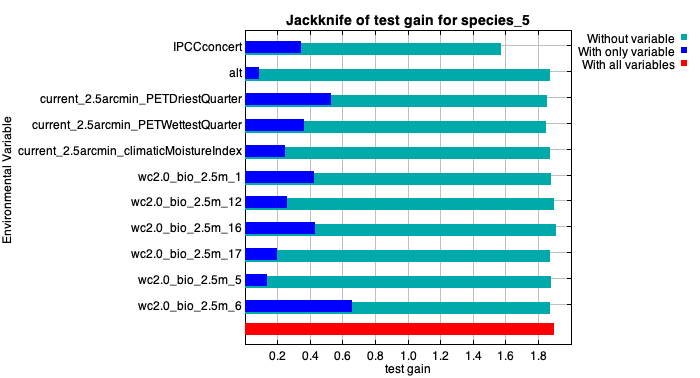 Jackknife of test gain for species_5
Without variable
With only variable
With all variables
Environmental Variable
IPCCconcert
alt
current_2.5arcmin_PETDriestQuarter
current_2.5arcmin_PETWettestQuarter
current_2.5arcmin_climaticMoistureIndex
wc2.0_bio_2.5m_1
wc2.0_bio_2.5m_12
wc2.0_bio_2.5m_16
wc2.0_bio_2.5m_17
wc2.0_bio_2.5m_5
wc2.0_bio_2.5m_6
0.2 0.4 0.6 0.8 1.0 1.2 1.4 1.6 1.8
test gain